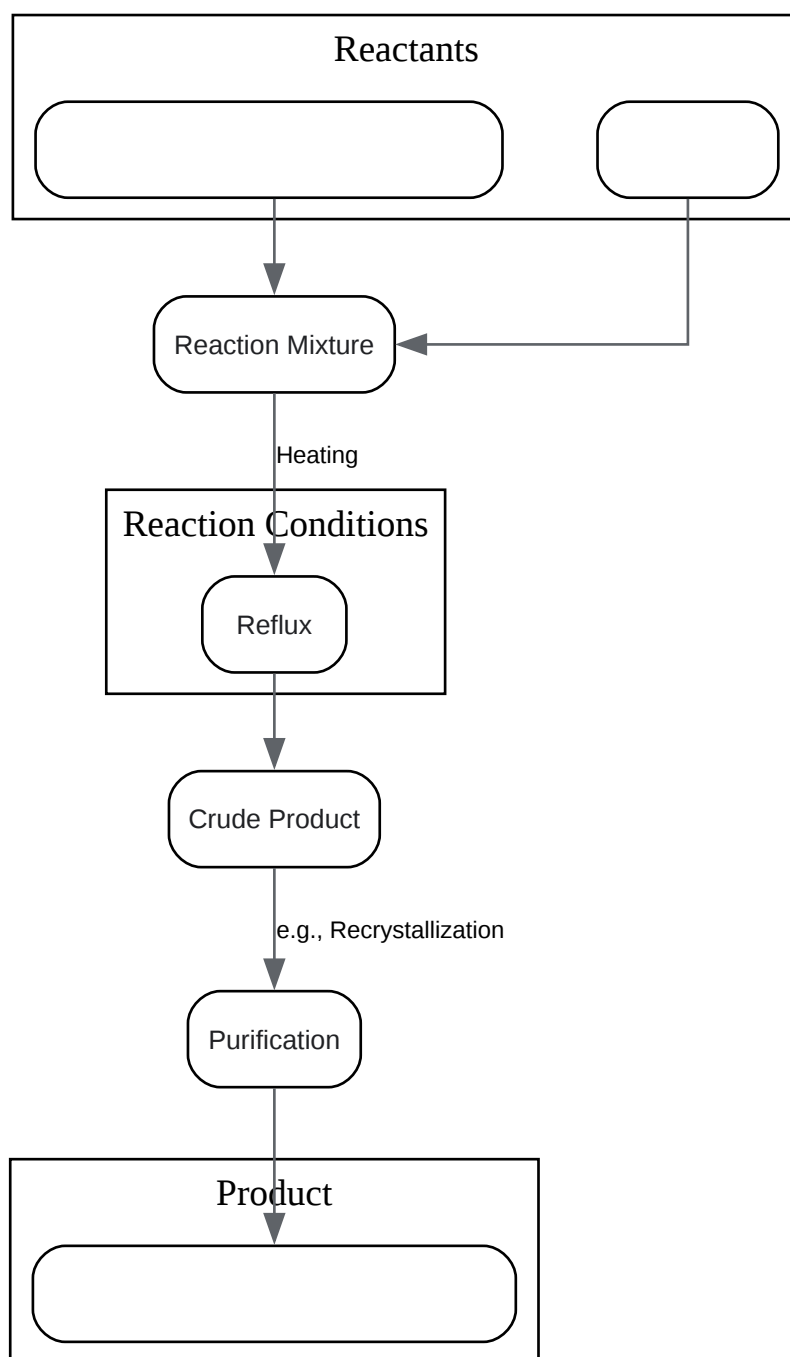 Reactants
Reaction Mixture
Heating
Reaction Conditions
Reflux
Crude Product
e.g., Recrystallization
Purification
Product